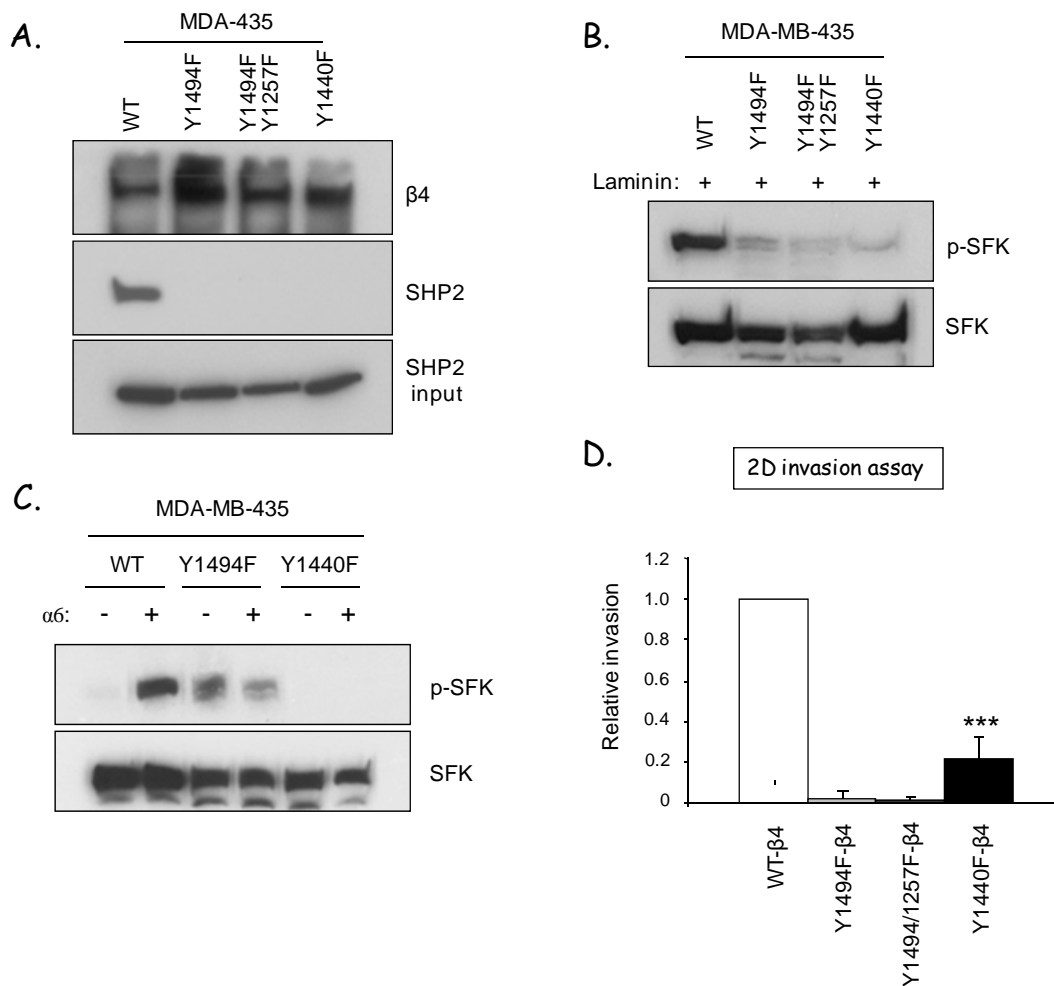 A.
MDA-435
WT
Y1494F
Y1494F
Y1257F
Y1440F
β4
SHP2
SHP2
input
B.
MDA-MB-435
WT
Y1494F
Y1494F
Y1257F
Y1440F
Laminin: + + + +
p-SFK
SFK
C.
MDA-MB-435
WT Y1494F Y1440F
α6: - + - + - +
p-SFK
SFK
D.
2D invasion assay
Relative invasion
1.2
1.0
0.8
0.6
0.4
0.2
0
***
WT-β4
Y1494F-β4
Y1494/1257F-β4
Y1440F-β4